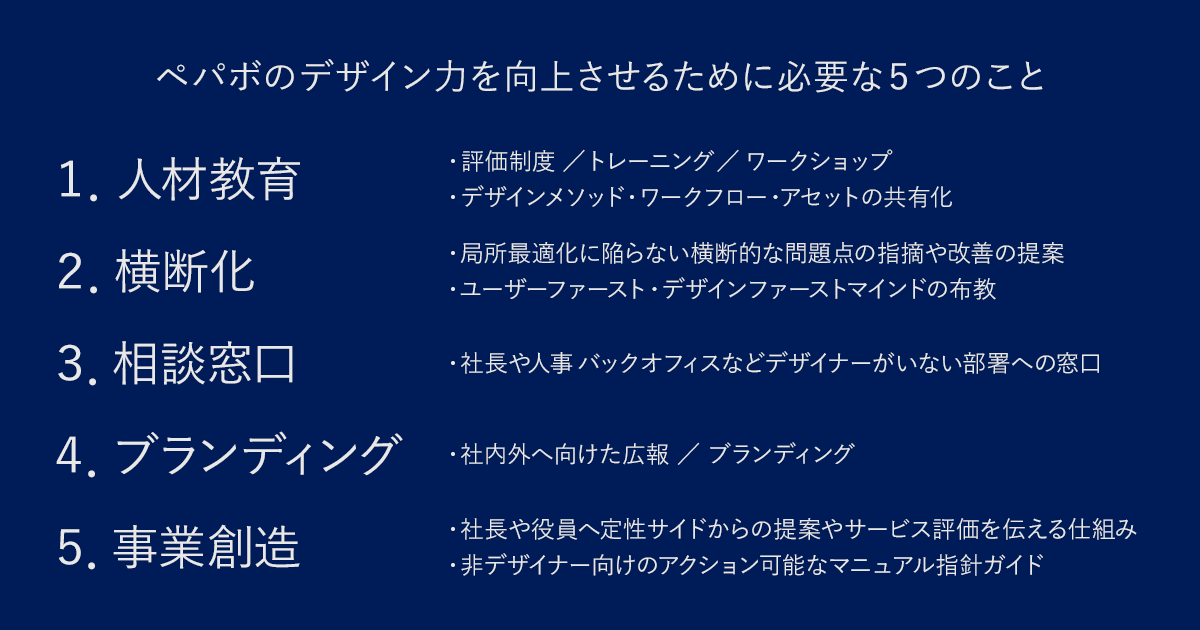 ペパボのデザイン力を向上させるために必要な5つのこと
1. 人材教育
・評価制度 ／トレーニング／ ワークショップ
・デザインメソッド・ワークフロー・アセットの共有化
2. 横断化
・局所最適化に陥らない横断的な問題点の指摘や改善の提案
・ユーザーファースト・デザインファーストマインドの布教
3. 相談窓口
・社長や人事 バックオフィスなどデザイナーがいない部署への窓口
4. ブランディング
・社内外へ向けた広報 ／ ブランディング
5. 事業創造
・社長や役員へ定性サイドからの提案やサービス評価を伝える仕組み
・非デザイナー向けのアクション可能なマニュアル指針ガイド